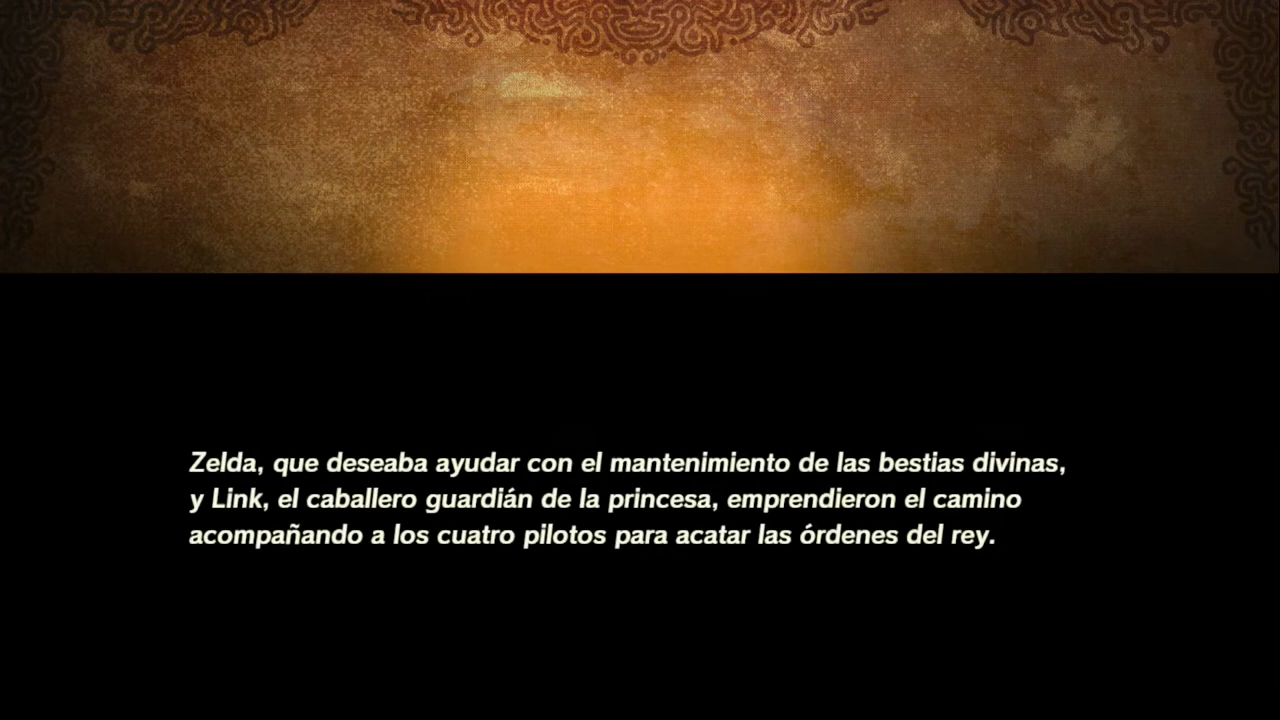 Zelda, que deseaba ayudar con el mantenimiento de las bestias divinas,
y Link, el caballero guardián de la princesa, emprendieron el camino
acompañando a los cuatro pilotos para acatar las órdenes del rey.